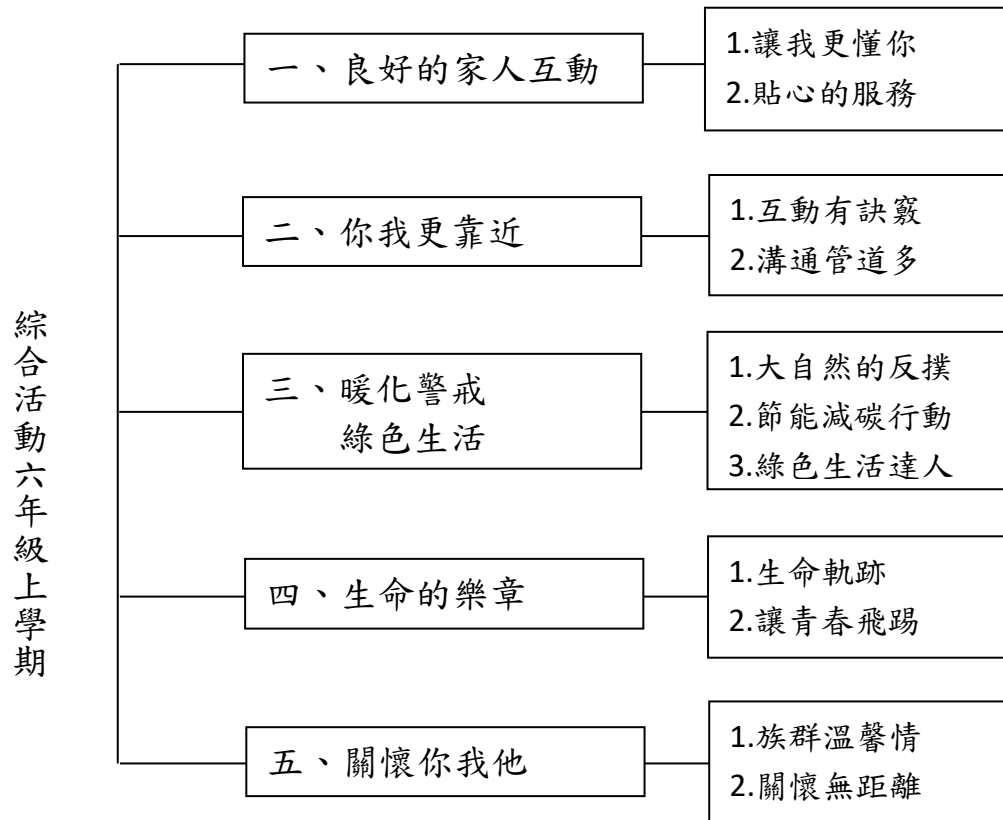 綜合活動六年級上學期
一、良好的家人互動
1.讓我更懂你
2.貼心的服務
二、你我更靠近
1.互動有訣竅
2.溝通管道多
三、暖化警戒
綠色生活
1.大自然的反撲
2.節能減碳行動
3.綠色生活達人
四、生命的樂章
1.生命軌跡
2.讓青春飛踢
五、關懷你我他
1.族群溫馨情
2.關懷無距離